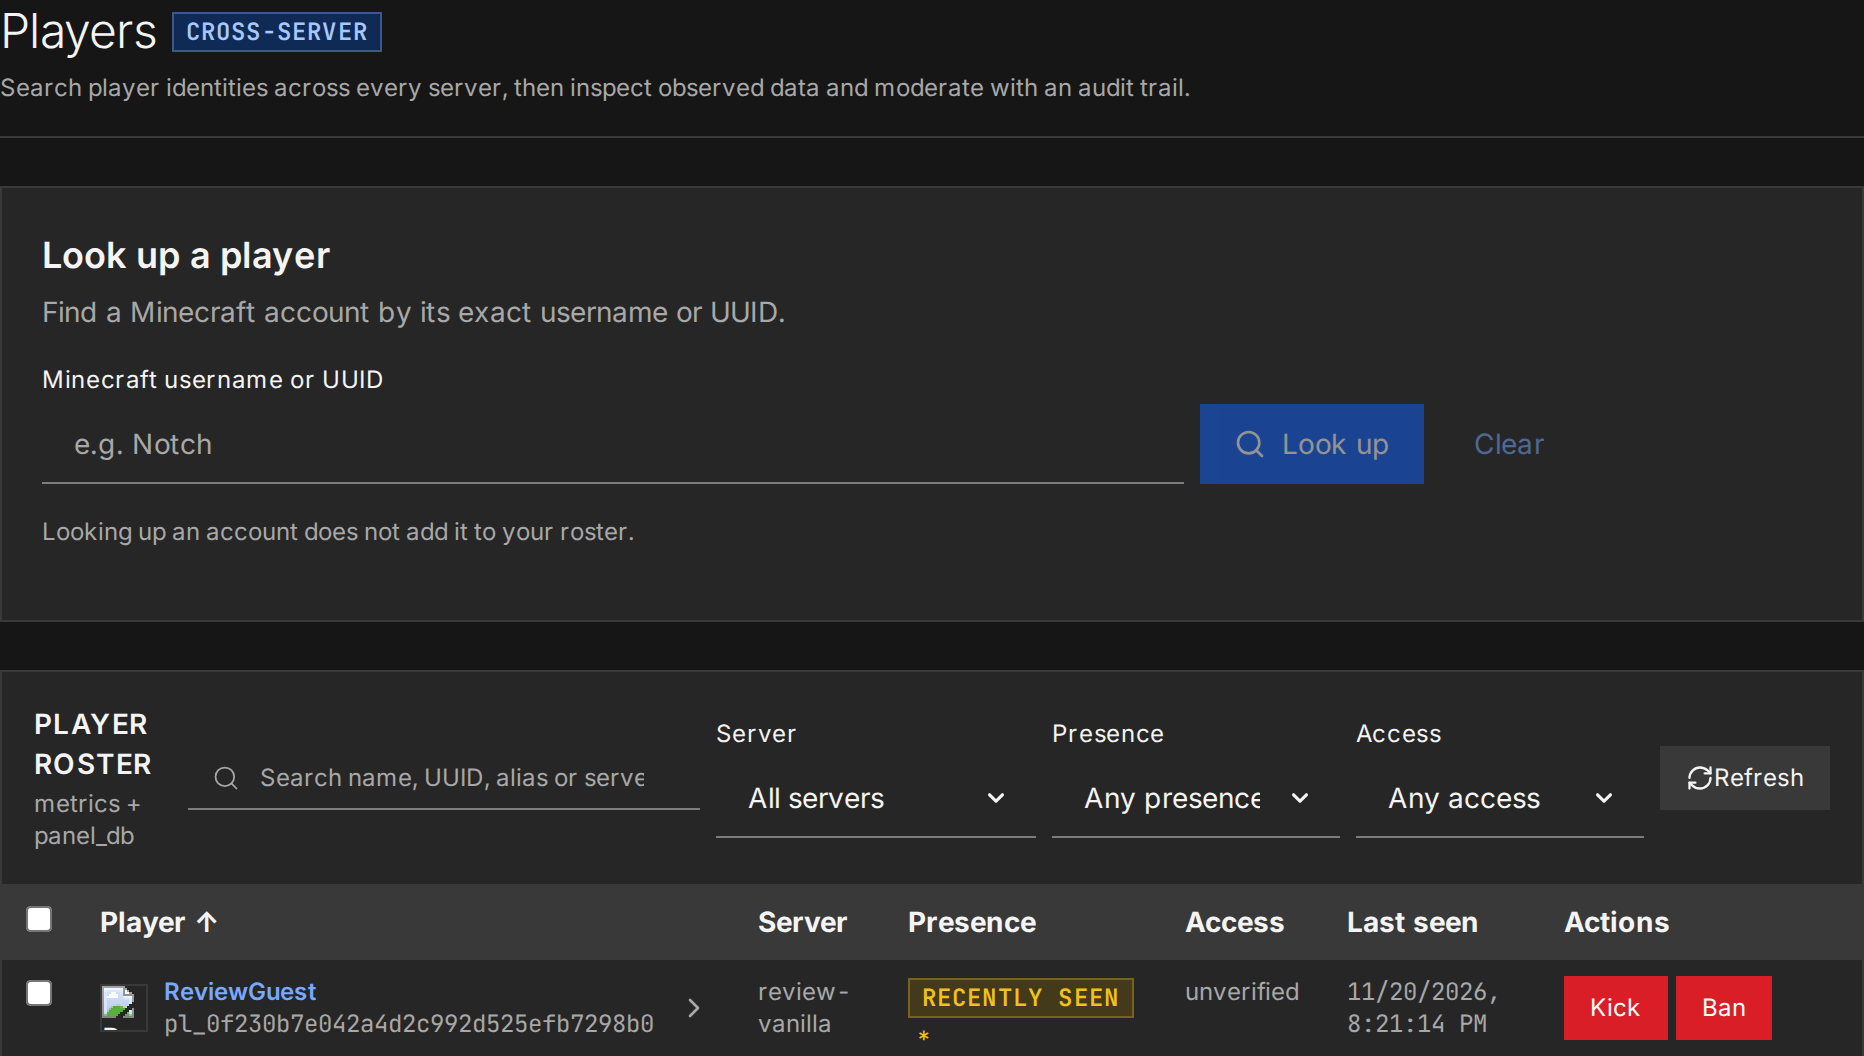 Players CROSS-SERVER
Search player identities across every server, then inspect observed data and moderate with an audit trail.
Look up a player
Find a Minecraft account by its exact username or UUID.
Minecraft username or UUID
e.g. Notch
Look up
Clear
Looking up an account does not add it to your roster.
PLAYER
ROSTER
metrics +
panel_db
Search name, UUID, alias or serve
Server
All servers
Presence
Any presence
Access
Any access
Refresh
Player Server Presence Access Last seen Actions
ReviewGuest
pl_0f230b7e042a4d2c992d525efb7298b0
review-
vanilla
RECENTLY SEEN
*
unverified
11/20/2026,
8:21:14 PM
Kick
Ban